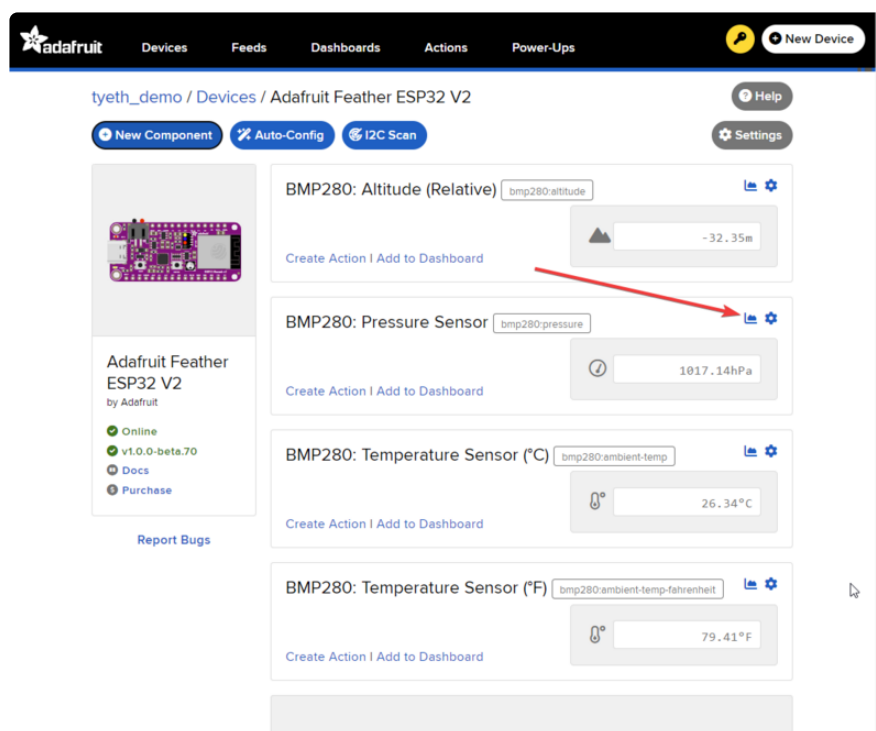 adafruit Devices Feeds Dashboards Actions Power-Ups New Device
tyeth_demo / Devices / Adafruit Feather ESP32 V2 Help
New Component Auto-Config I2C Scan Settings
BMP280: Altitude (Relative) bmp280:altitude
-32.35m
Create Action | Add to Dashboard
BMP280: Pressure Sensor bmp280:pressure
1017.14hPa
Create Action | Add to Dashboard
Adafruit Feather
ESP32 V2
by Adafruit
Online
v1.0.0-beta.70
Docs
Purchase
Report Bugs
BMP280: Temperature Sensor (°C) bmp280:ambient-temp
26.34°C
Create Action | Add to Dashboard
BMP280: Temperature Sensor (°F) bmp280:ambient-temp-fahrenheit
79.41°F
Create Action | Add to Dashboard